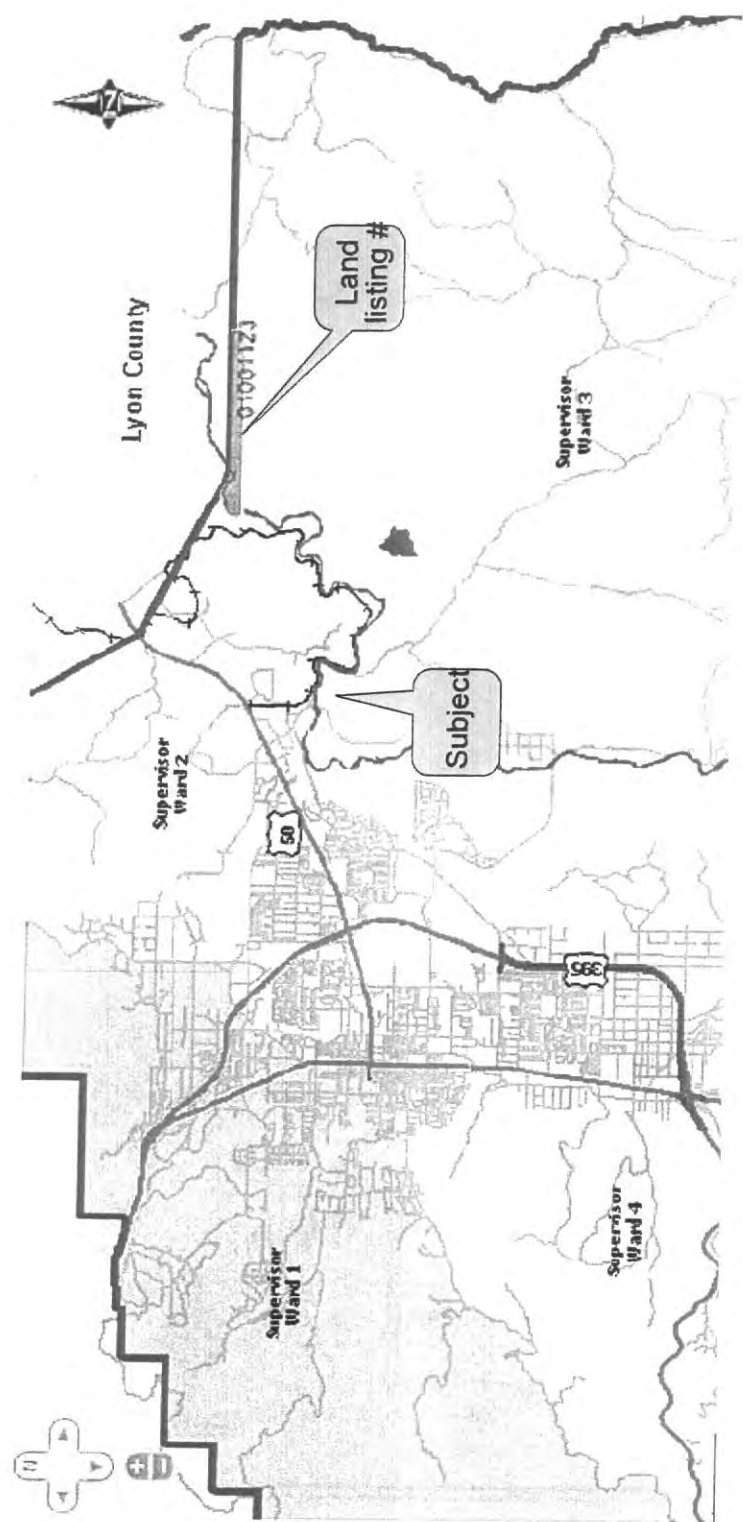 N
N
Lyon County
01001123
Land
listing #
Supervisor
Ward 2
Supervisor
Ward 3
Subject
50
395
Supervisor
Ward 1
Supervisor
Ward 4